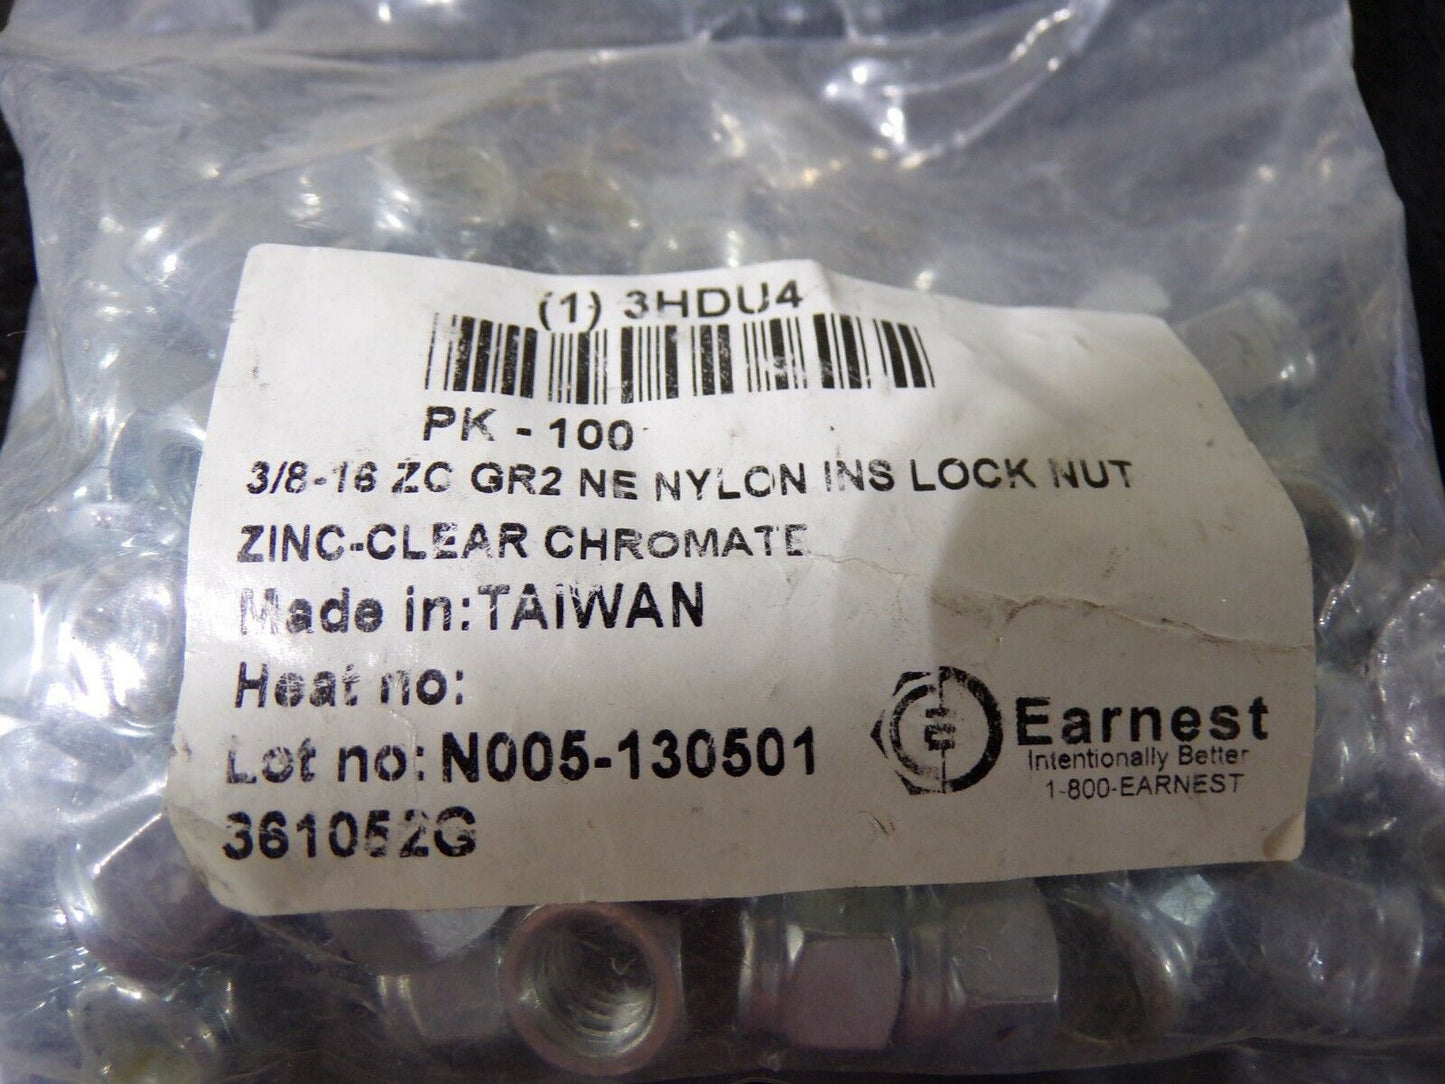 (1) 3HDU4
PK - 100
3/8-16 ZC GR2 NE NYLON INS LOCK NUT
ZINC-CLEAR CHROMATE
Made in:TAIWAN
Heat no:
Lot no: N005-130501
361052G
Earnest
Intentionally Better
1-800-EARNEST